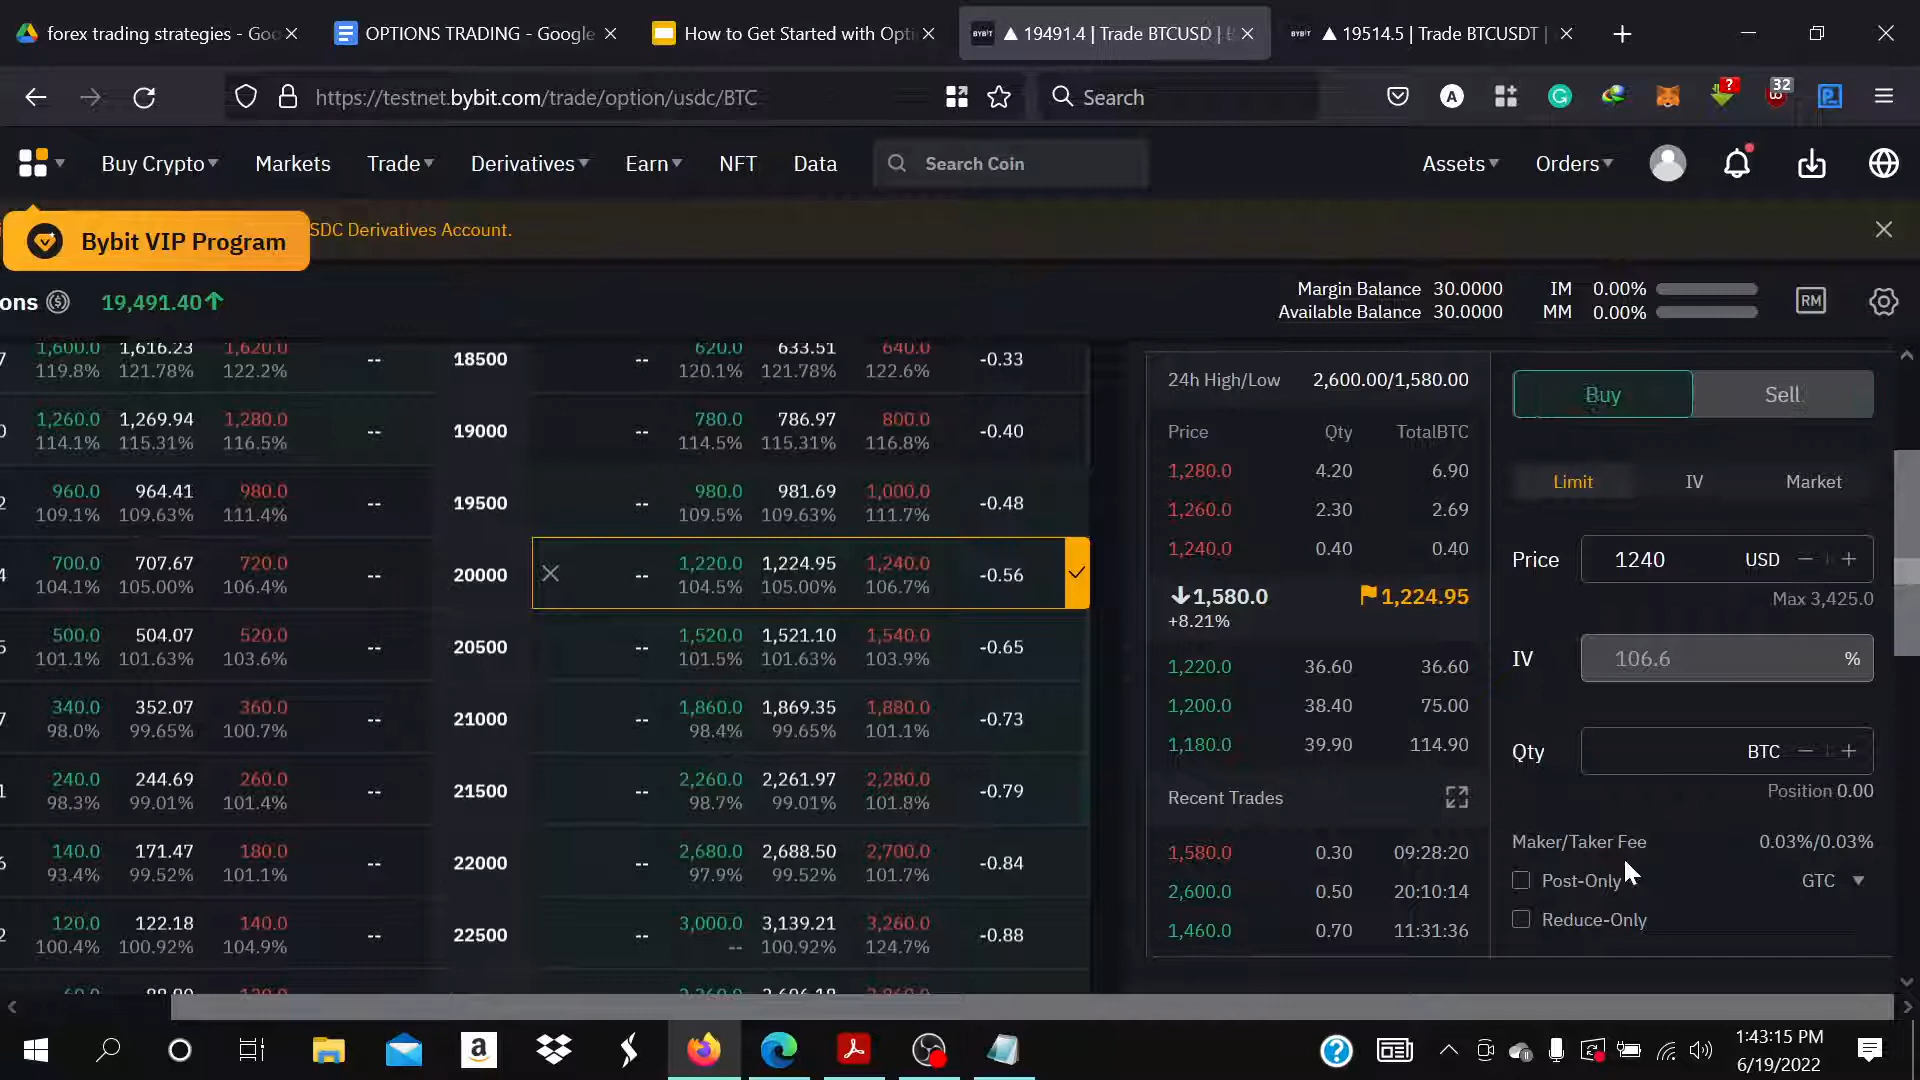 forex trading strategies - Goo
OPTIONS TRADING - Google
How to Get Started with Opti
▲ 19491.4 | Trade BTCUSD |
▲ 19514.5 | Trade BTCUSDT |
https://testnet.bybit.com/trade/option/usdc/BTC
Search
32
Buy Crypto
Markets
Trade
Derivatives
Earn
NFT
Data
Search Coin
Assets
Orders
Bybit VIP Program
SDC Derivatives Account.
ons
19,491.40
Margin Balance 30.0000
IM 0.00%
Available Balance 30.0000
MM 0.00%
RM
7 1,600.0 1,616.23 1,620.0 -- 18500 -- 620.0 633.51 640.0 -0.33
119.8% 121.78% 122.2% 120.1% 121.78% 122.6%
0 1,260.0 1,269.94 1,280.0 -- 19000 -- 780.0 786.97 800.0 -0.40
114.1% 115.31% 116.5% 114.5% 115.31% 116.8%
2 960.0 964.41 980.0 -- 19500 -- 980.0 981.69 1,000.0 -0.48
109.1% 109.63% 111.4% 109.5% 109.63% 111.7%
4 700.0 707.67 720.0 -- 20000 -- 1,220.0 1,224.95 1,240.0 -0.56
104.1% 105.00% 106.4% 104.5% 105.00% 106.7%
5 500.0 504.07 520.0 -- 20500 -- 1,520.0 1,521.10 1,540.0 -0.65
101.1% 101.63% 103.6% 101.5% 101.63% 103.9%
7 340.0 352.07 360.0 -- 21000 -- 1,860.0 1,869.35 1,880.0 -0.73
98.0% 99.65% 100.7% 98.4% 99.65% 101.1%
1 240.0 244.69 260.0 -- 21500 -- 2,260.0 2,261.97 2,280.0 -0.79
98.3% 99.01% 101.4% 98.7% 99.01% 101.8%
6 140.0 171.47 180.0 -- 22000 -- 2,680.0 2,688.50 2,700.0 -0.84
93.4% 99.52% 101.1% 97.9% 99.52% 101.7%
2 120.0 122.18 140.0 -- 22500 -- 3,000.0 3,139.21 3,260.0 -0.88
100.4% 100.92% 104.9% -- 100.92% 124.7%
24h High/Low 2,600.00/1,580.00
Price Qty TotalBTC
1,280.0 4.20 6.90
1,260.0 2.30 2.69
1,240.0 0.40 0.40
1,580.0 1,224.95
+8.21%
1,220.0 36.60 36.60
1,200.0 38.40 75.00
1,180.0 39.90 114.90
Recent Trades
1,580.0 0.30 09:28:20
2,600.0 0.50 20:10:14
1,460.0 0.70 11:31:36
Buy Sell
Limit IV Market
Price 1240 USD
Max 3,425.0
IV 106.6 %
Qty BTC
Position 0.00
Maker/Taker Fee 0.03%/0.03%
Post-Only GTC
Reduce-Only
1:43:15 PM
6/19/2022